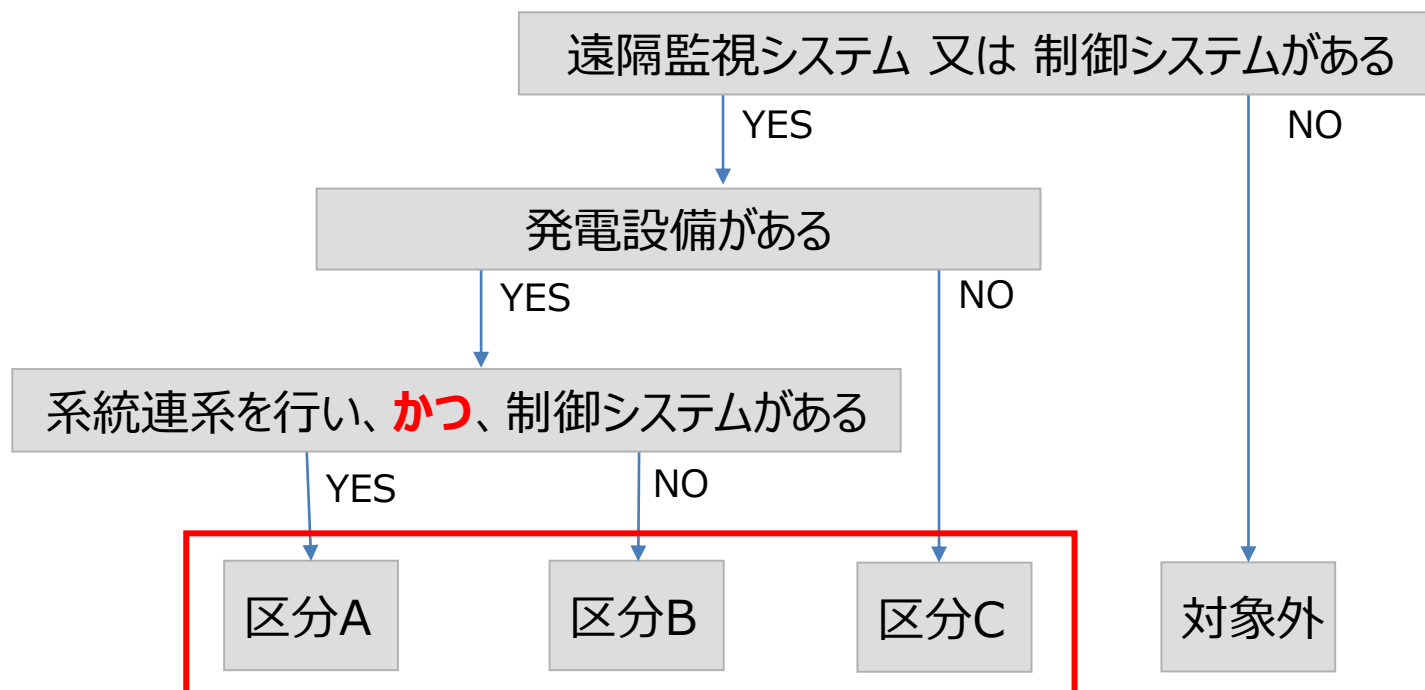 遠隔監視システム 又は 制御システムがある
YES
NO
発電設備がある
YES
NO
系統連系を行い、かつ、制御システムがある
YES
NO
区分A
区分B
区分C
対象外